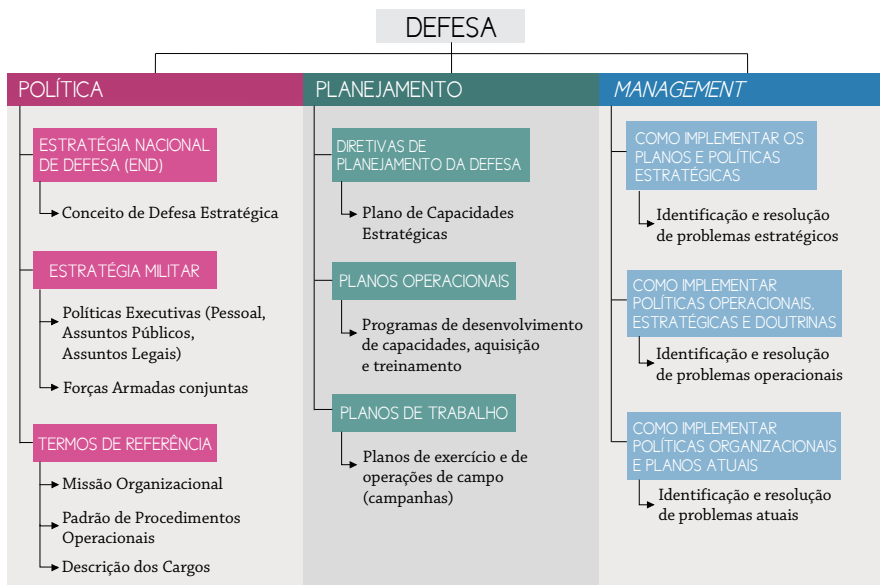 DEFESA
POLÍTICA
ESTRATÉGIA NACIONAL
DE DEFESA (END)
Conceito de Defesa Estratégica
ESTRATÉGIA MILITAR
Políticas Executivas (Pessoal,
Assuntos Públicos,
Assuntos Legais)
Forças Armadas conjuntas
TERMOS DE REFERÊNCIA
Missão Organizacional
Padrão de Procedimentos
Operacionais
Descrição dos Cargos
PLANEJAMENTO
DIRETIVAS DE
PLANEJAMENTO DA DEFESA
Plano de Capacidades
Estratégicas
PLANOS OPERACIONAIS
Programas de desenvolvimento
de capacidades, aquisição
e treinamento
PLANOS DE TRABALHO
Planos de exercício e de
operações de campo
(campanhas)
MANAGEMENT
COMO IMPLEMENTAR OS
PLANOS E POLÍTICAS
ESTRATÉGICAS
Identificação e resolução
de problemas estratégicos
COMO IMPLEMENTAR
POLÍTICAS OPERACIONAIS,
ESTRATÉGICAS E DOUTRINAS
Identificação e resolução
de problemas operacionais
COMO IMPLEMENTAR
POLÍTICAS ORGANIZACIONAIS
E PLANOS ATUAIS
Identificação e resolução
de problemas atuais